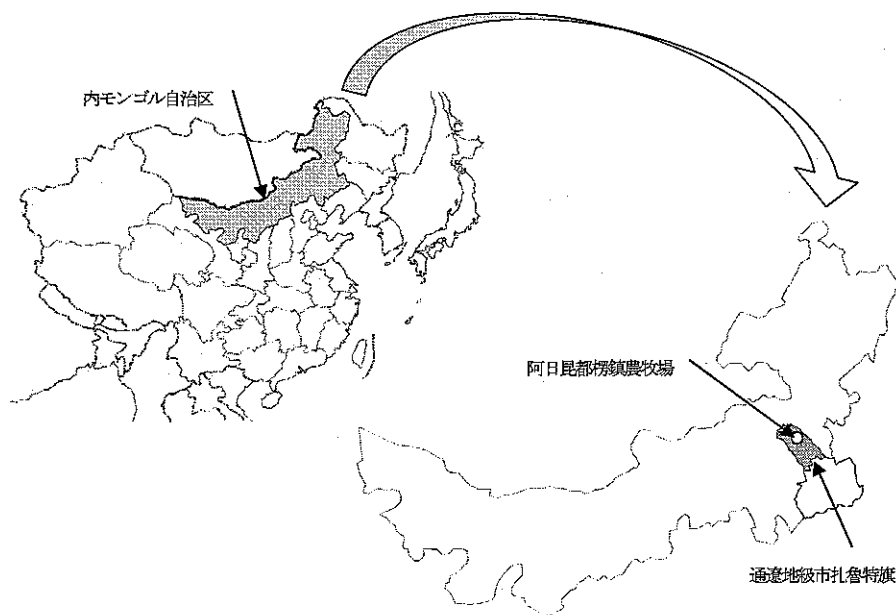 内モンゴル自治区
阿日昆都楞鎮農牧場
通遼地級市扎魯特旗